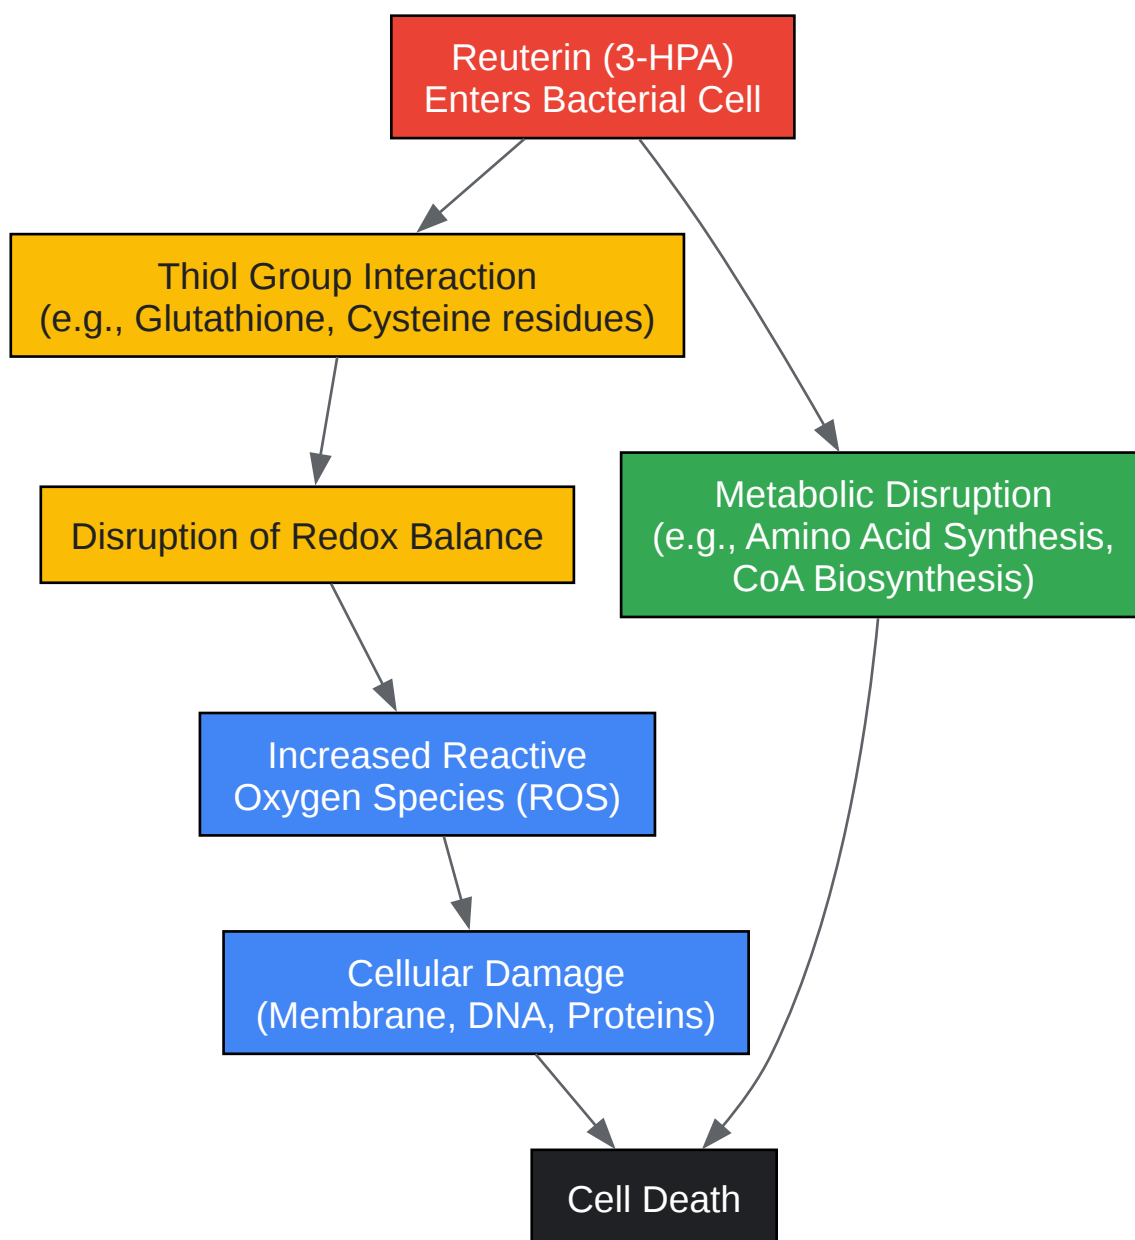 Reuterin (3-HPA)
Enters Bacterial Cell
Thiol Group Interaction
(e.g., Glutathione, Cysteine residues)
Metabolic Disruption
(e.g., Amino Acid Synthesis,
CoA Biosynthesis)
Disruption of Redox Balance
Increased Reactive
Oxygen Species (ROS)
Cellular Damage
(Membrane, DNA, Proteins)
Cell Death